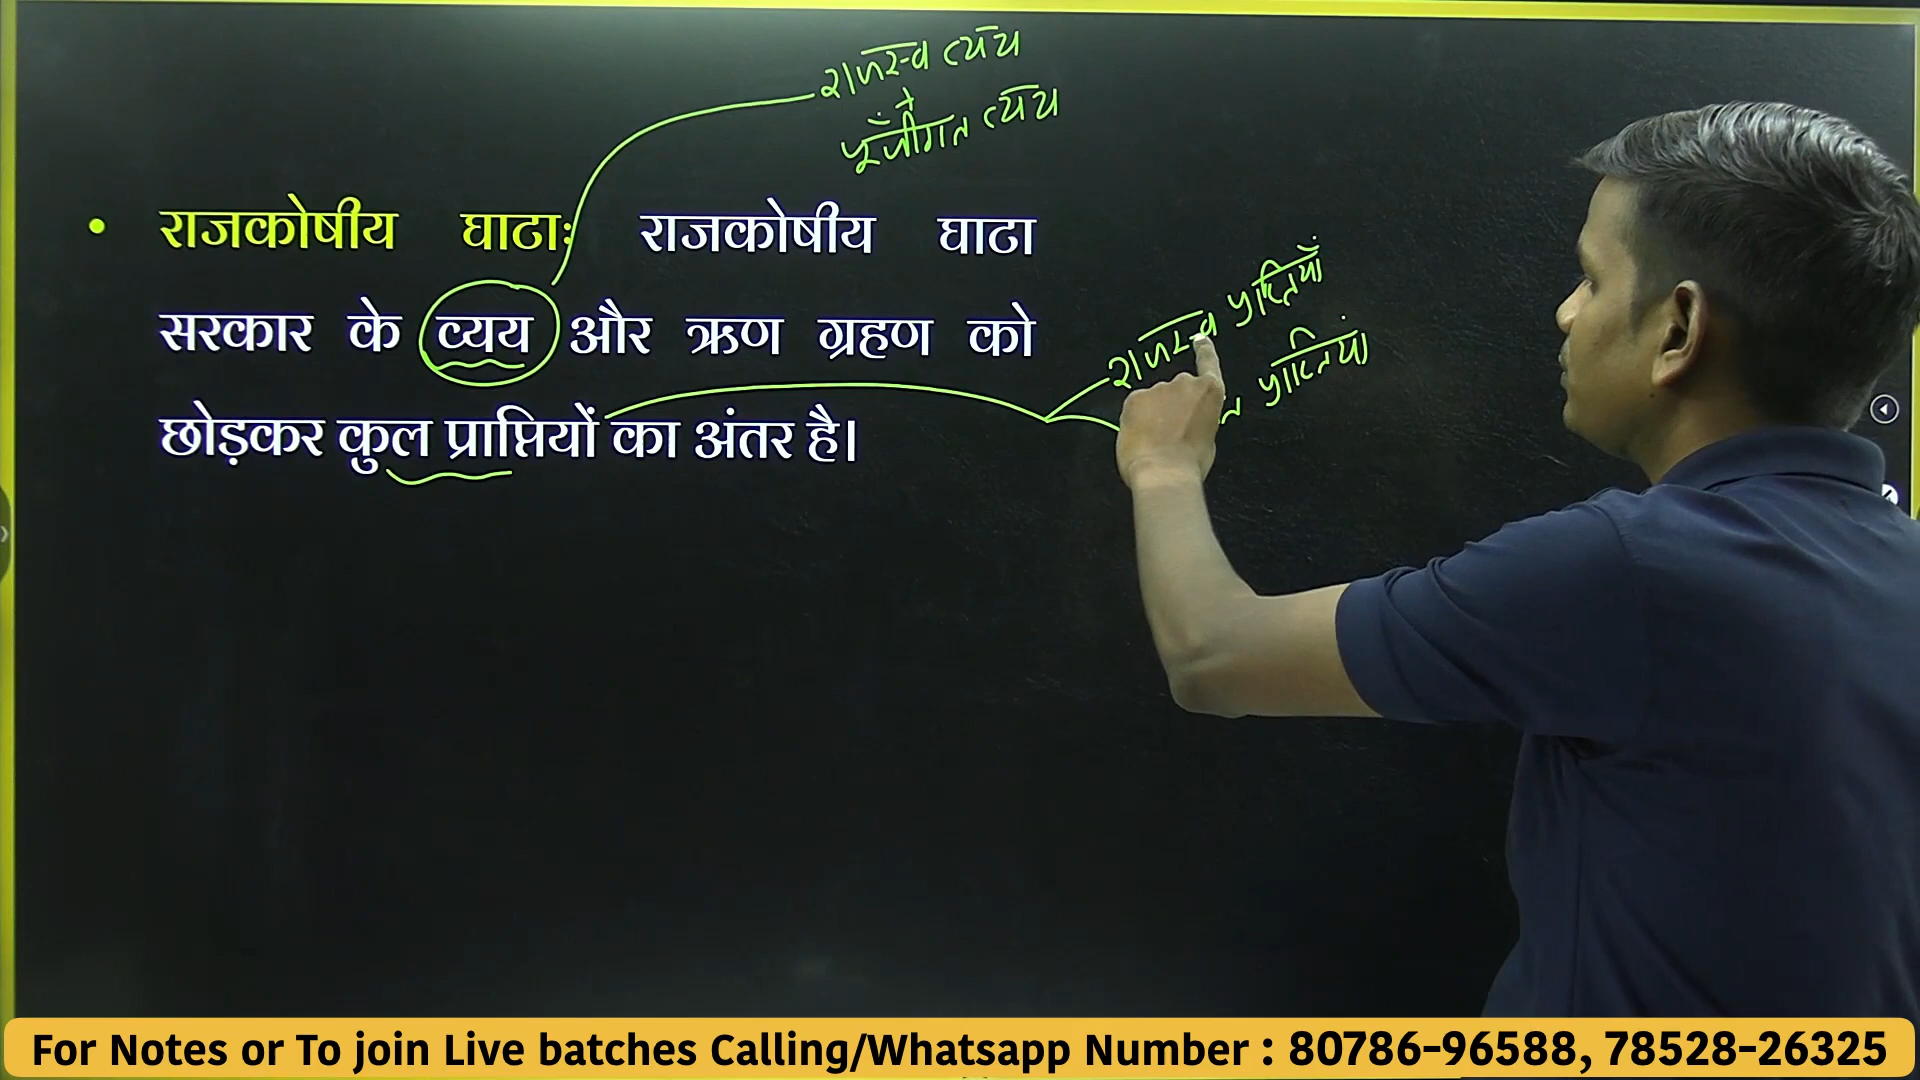 राजस्व व्यय
+
पूँजीगत व्यय
• राजकोषीय घाटाः राजकोषीय घाटा
सरकार के व्यय और ऋण ग्रहण को
छोड़कर कुल प्राप्तियों का अंतर है।
राजस्व प्राप्तियाँ
प्राप्तियां
For Notes or To join Live batches Calling/Whatsapp Number : 80786-96588, 78528-26325